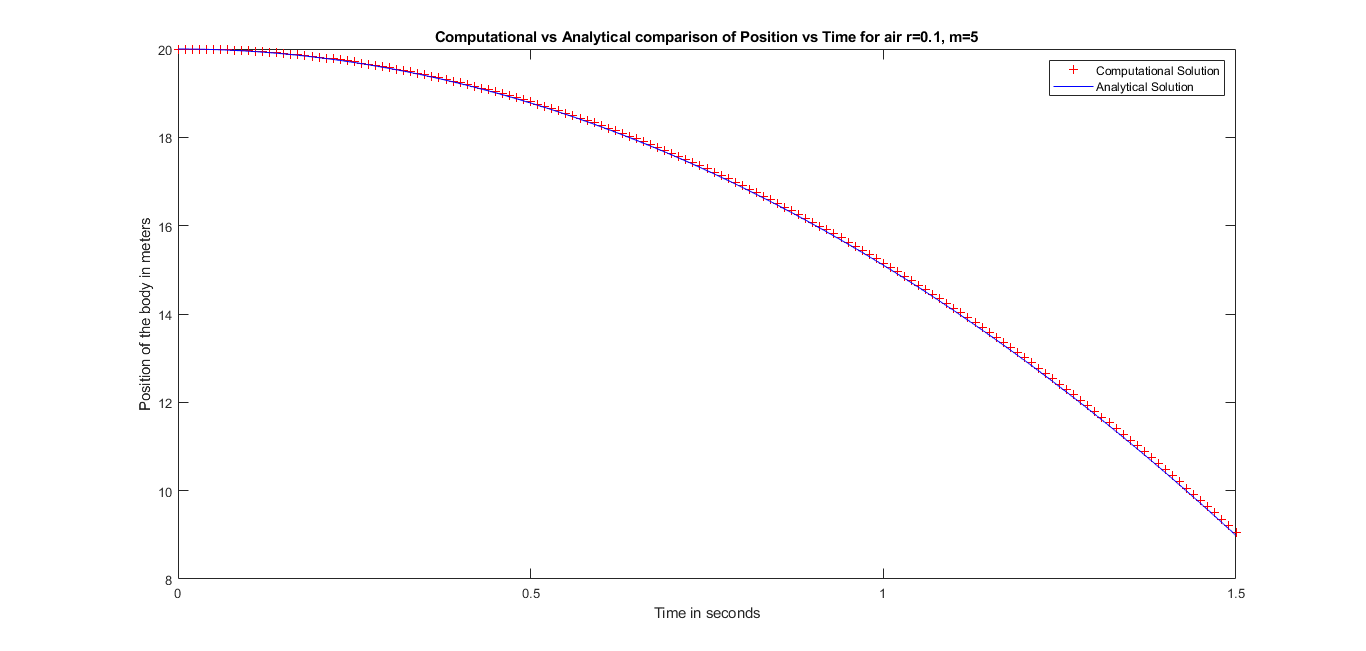 Computational vs Analytical comparison of Position vs Time for air r=0.1, m=5
Computational Solution
Analytical Solution
Position of the body in meters
20
18
16
14
12
10
8
0
0.5
1
1.5
Time in seconds